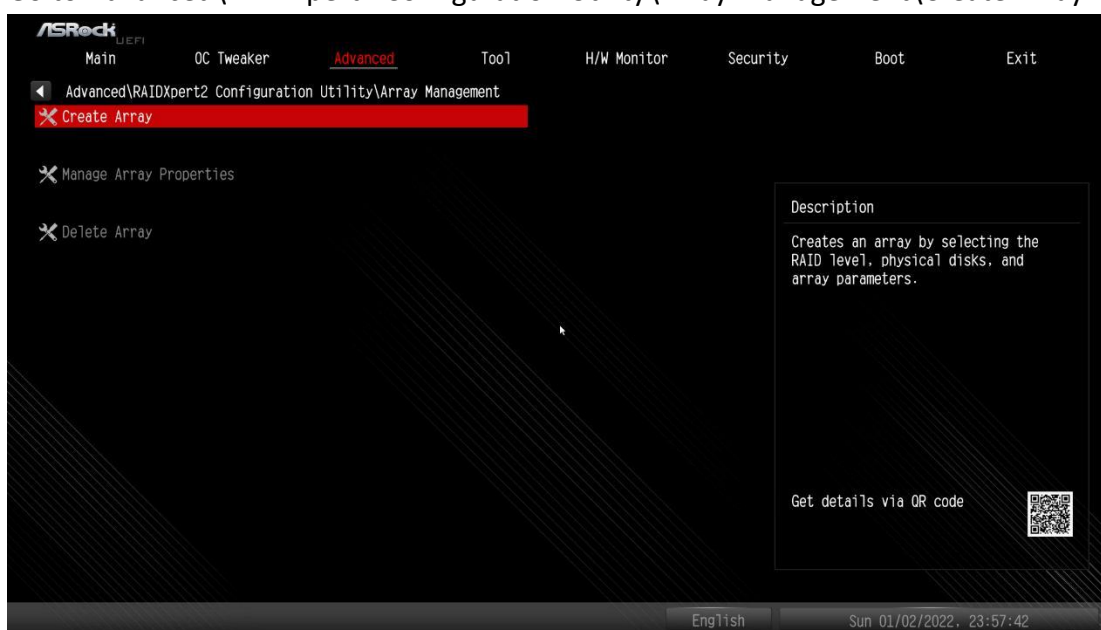 ASRock
UEFI
Main OC Tweaker Advanced Tool H/W Monitor Security Boot Exit
Advanced\RAIDXpert2 Configuration Utility\Array Management
Create Array
Manage Array Properties
Delete Array
Description
Creates an array by selecting the
RAID level, physical disks, and
array parameters.
Get details via QR code
English Sun 01/02/2022, 23:57:42